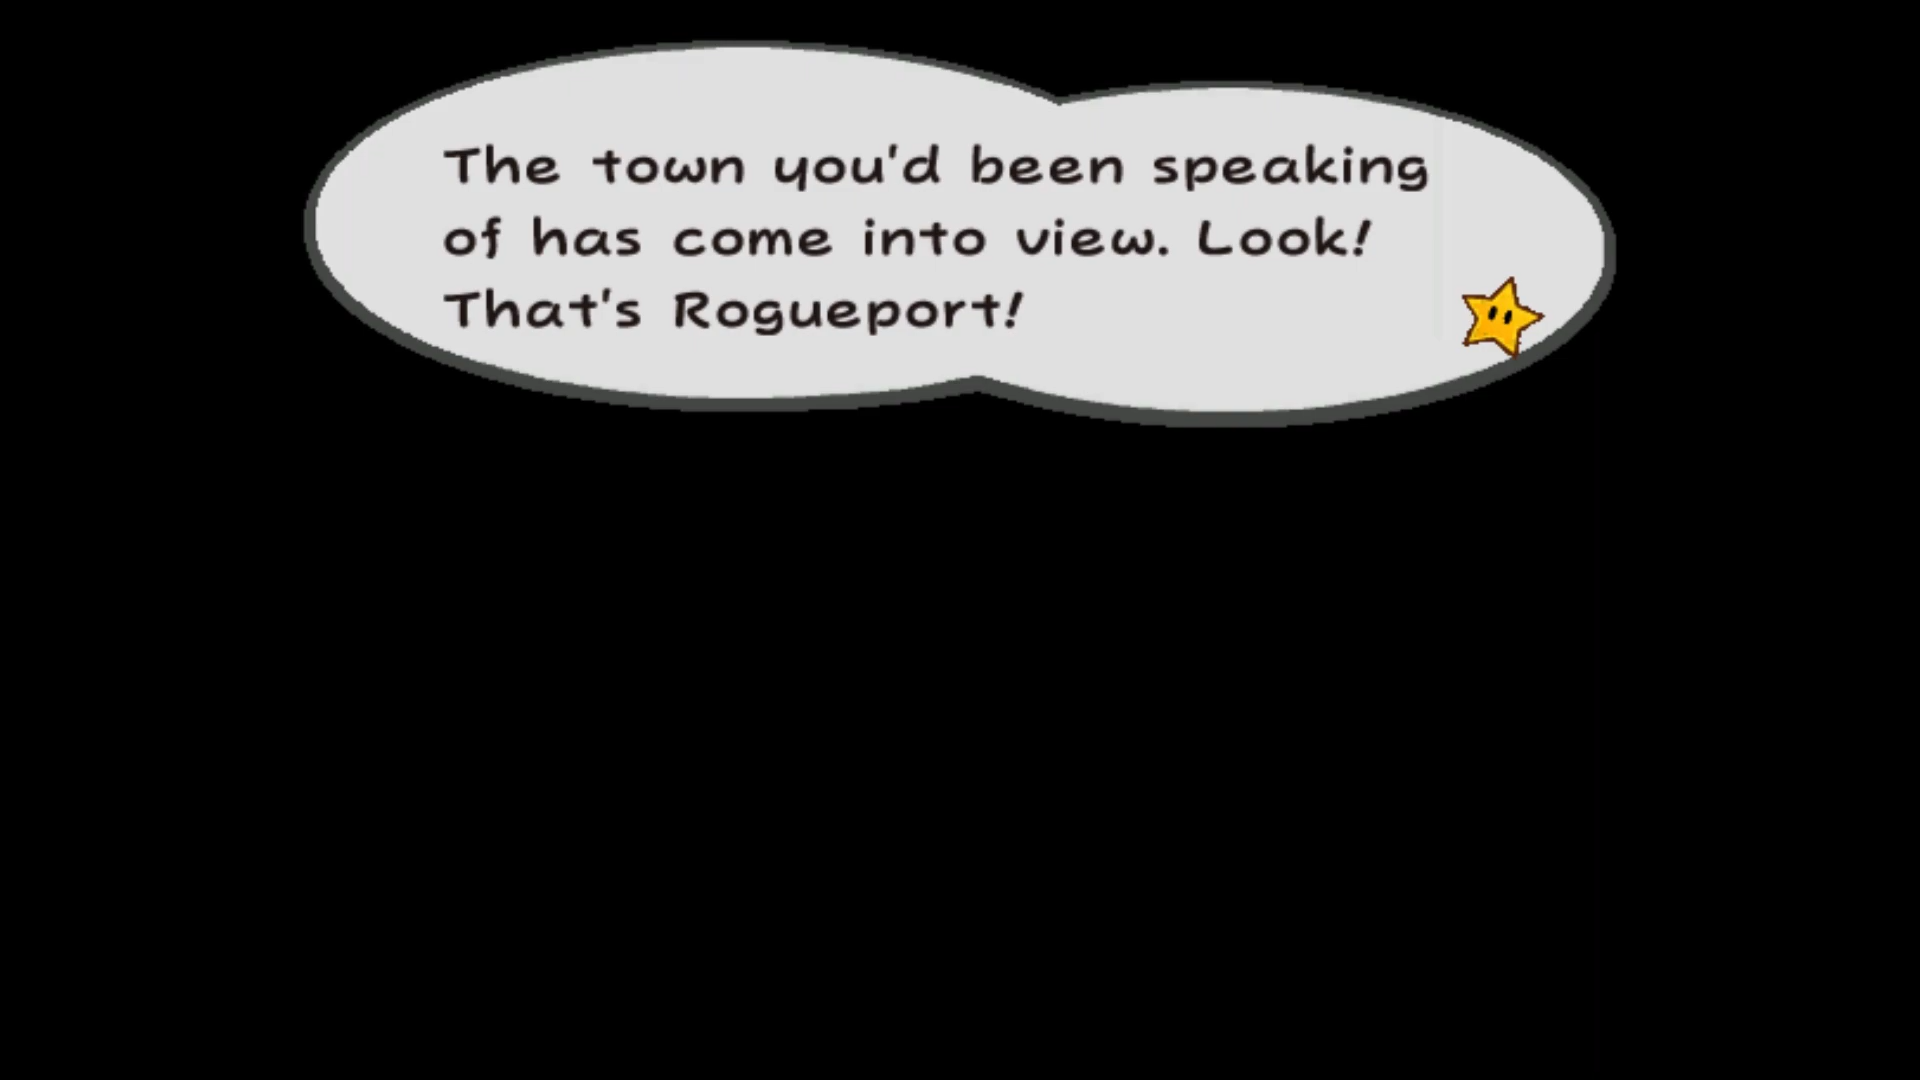 The town you'd been speaking
of has come into view. Look!
That's Rogueport!